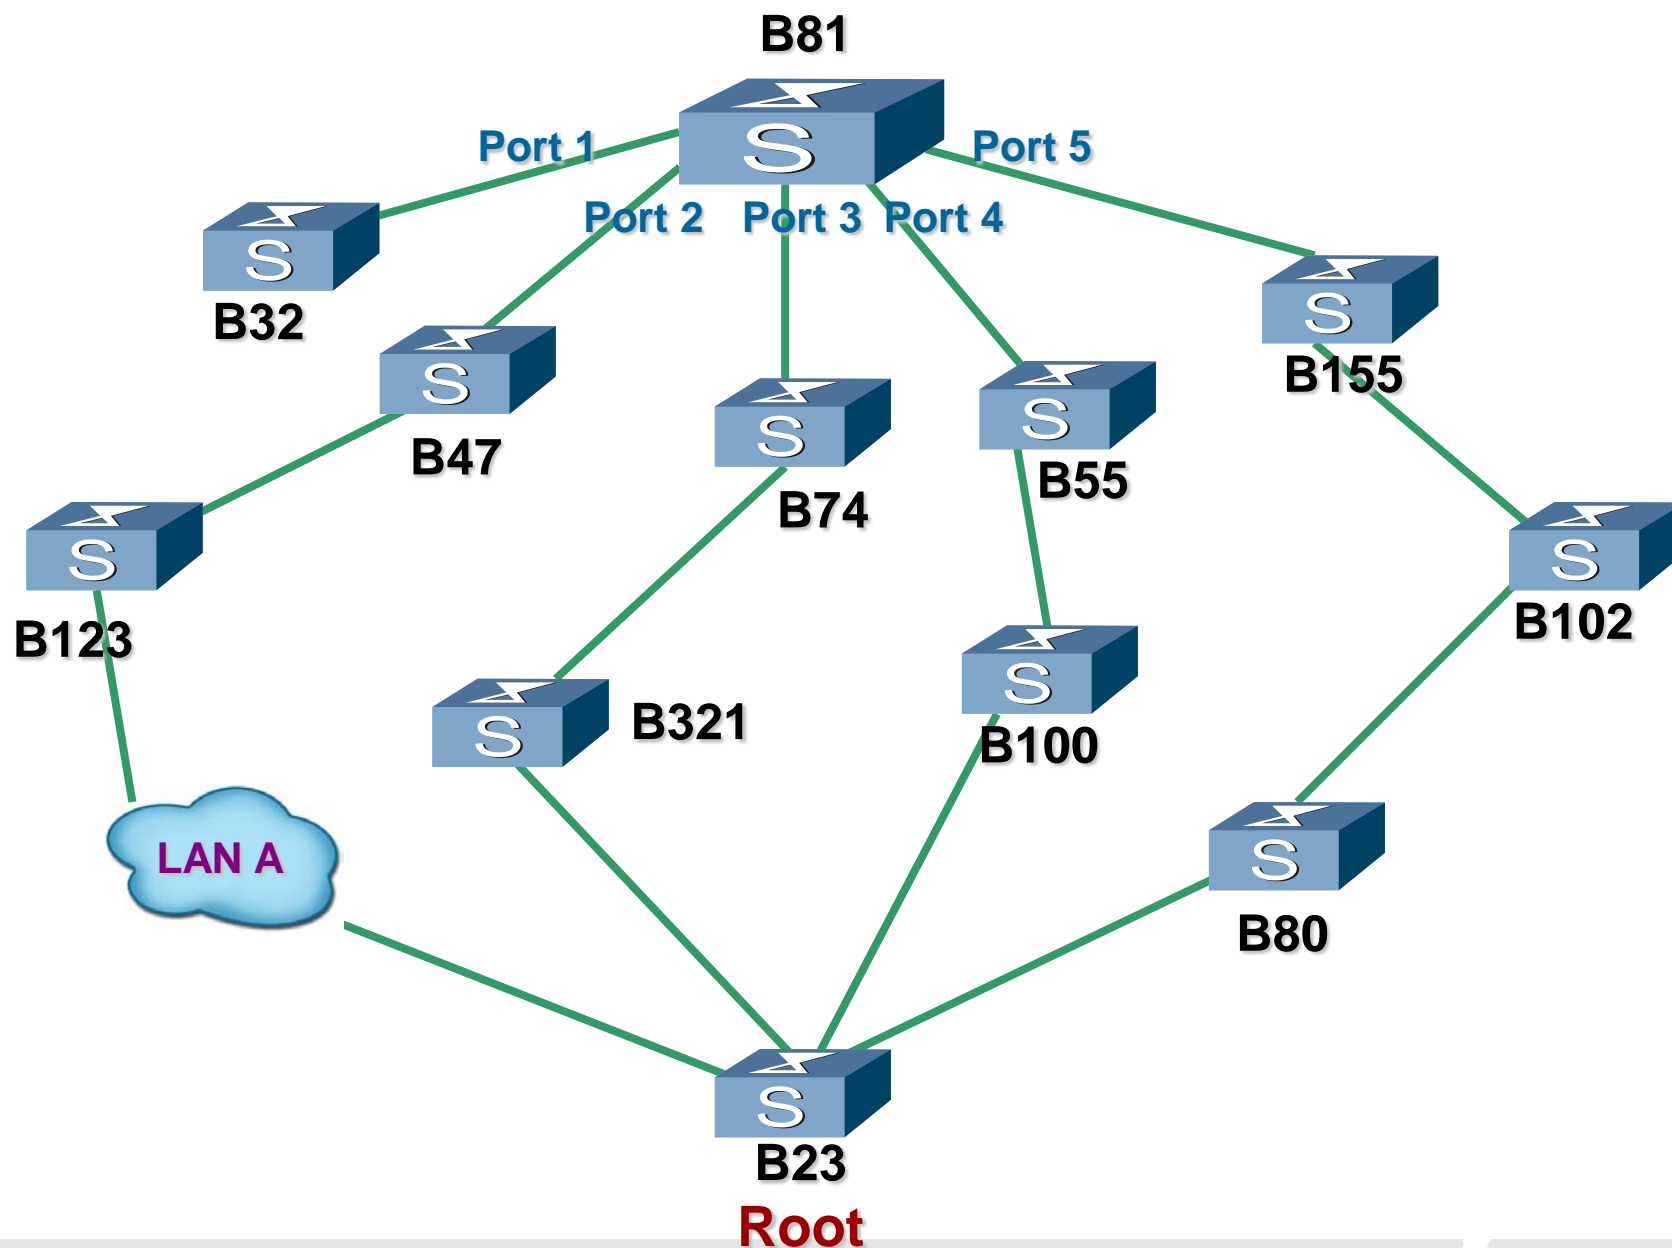 B81
Port 1
Port 5
Port 2
Port 3
Port 4
B32
B155
B47
B55
B74
B123
B102
B321
B100
LAN A
B80
B23
Root
S
S
S
S
S
S
S
S
S
S
S
S